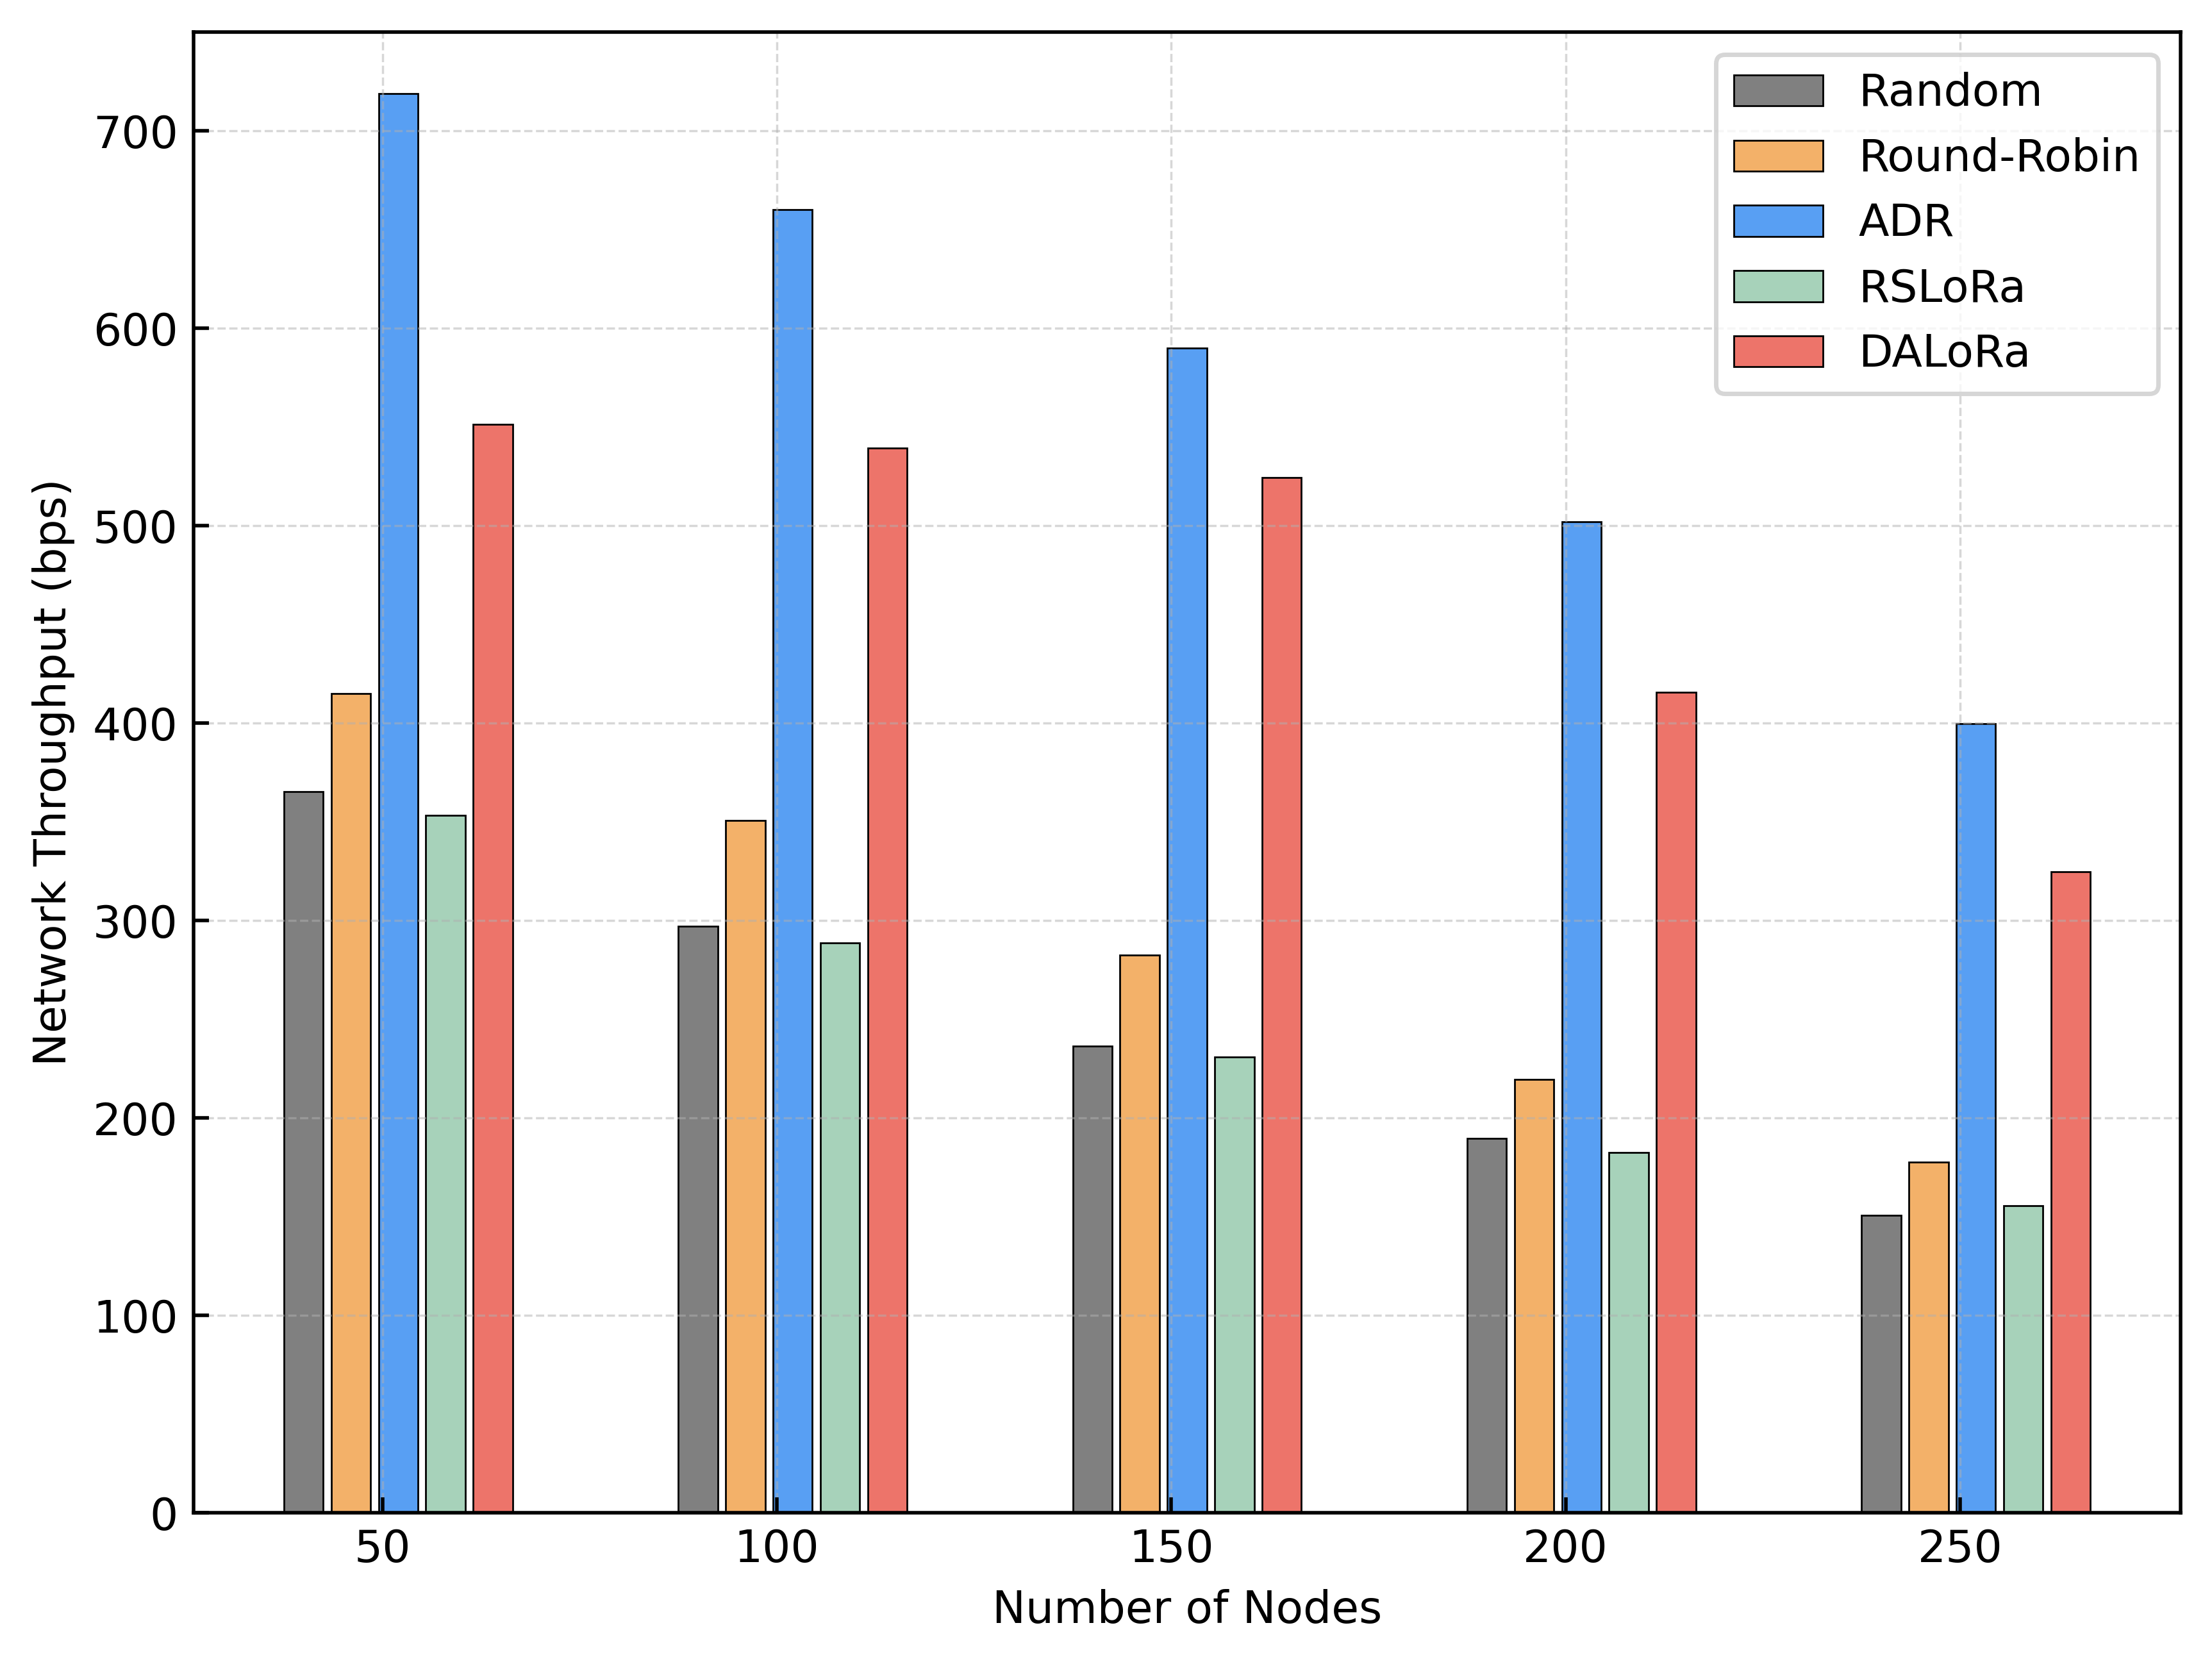 Random
Round-Robin
ADR
RSLoRa
DALoRa
Network Throughput (bps)
700
600
500
400
300
200
100
0
50
100
150
200
250
Number of Nodes